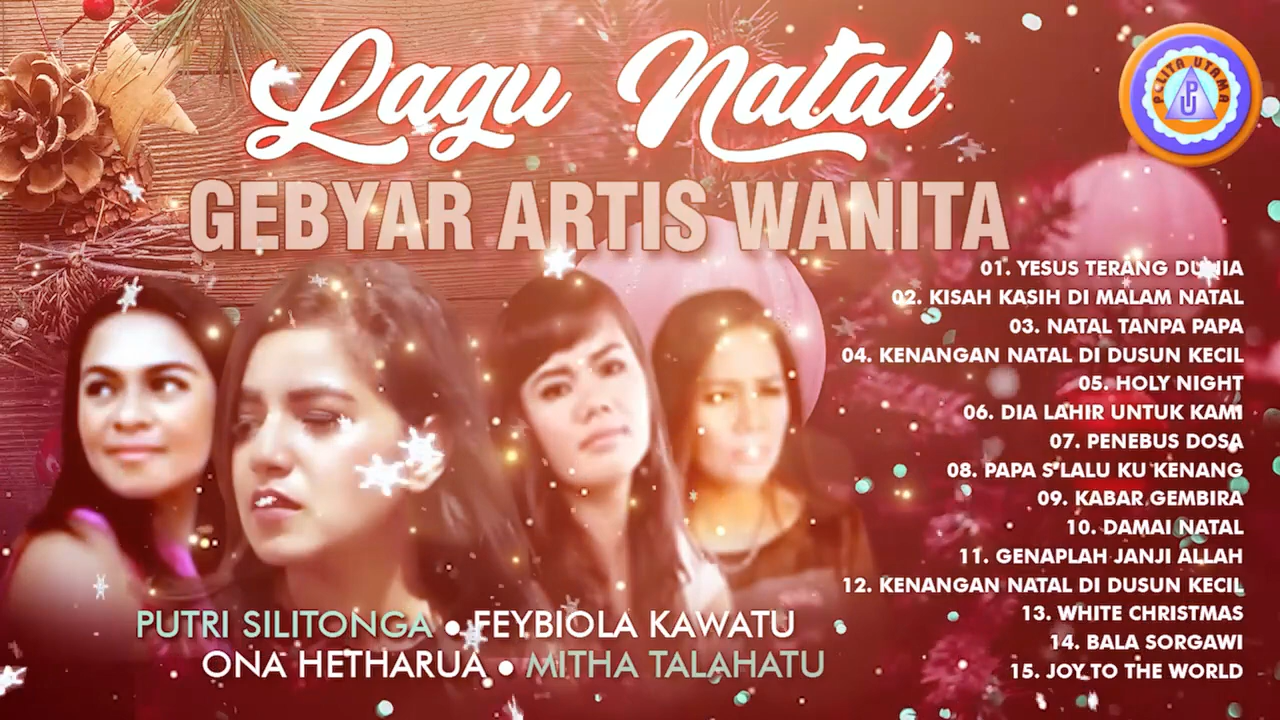 Lagu Natal
PELITA UTAMA
PU
GEBYAR ARTIS WANITA
01. YESUS TERANG DUNIA
02. KISAH KASIH DI MALAM NATAL
03. NATAL TANPA PAPA
04. KENANGAN NATAL DI DUSUN KECIL
05. HOLY NIGHT
06. DIA LAHIR UNTUK KAMI
07. PENEBUS DOSA
08. PAPA S'LALU KU KENANG
09. KABAR GEMBIRA
10. DAMAI NATAL
11. GENAPLAH JANJI ALLAH
12. KENANGAN NATAL DI DUSUN KECIL
13. WHITE CHRISTMAS
14. BALA SORGAWI
15. JOY TO THE WORLD
PUTRI SILITONGA • FEYBIOLA KAWATU
ONA HETHARUA • MITHA TALAHATU